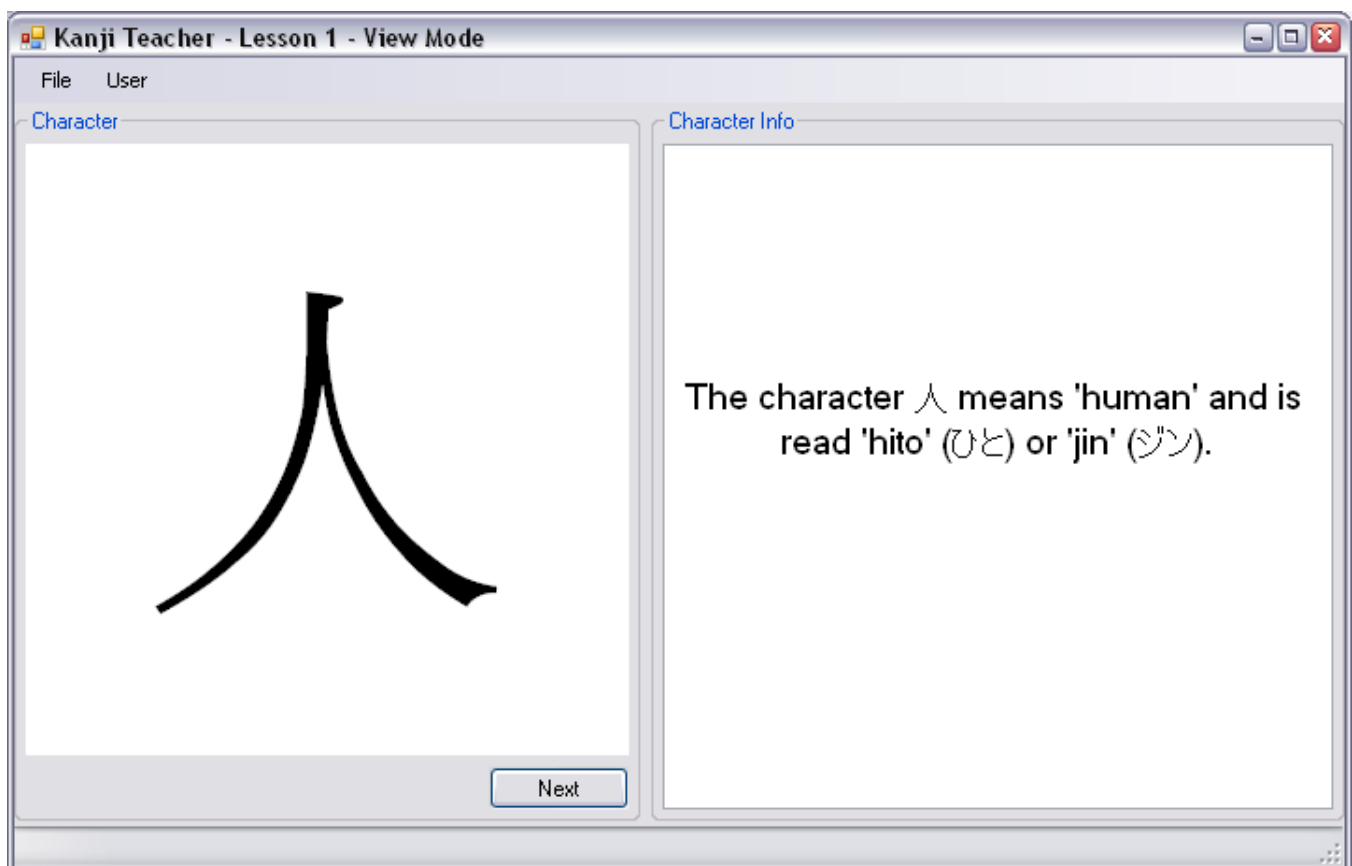 Kanji Teacher - Lesson 1 - View Mode
File User
Character
人
Next
Character Info
The character 人 means 'human' and is
read 'hito' (ひと) or 'jin' (ジン).